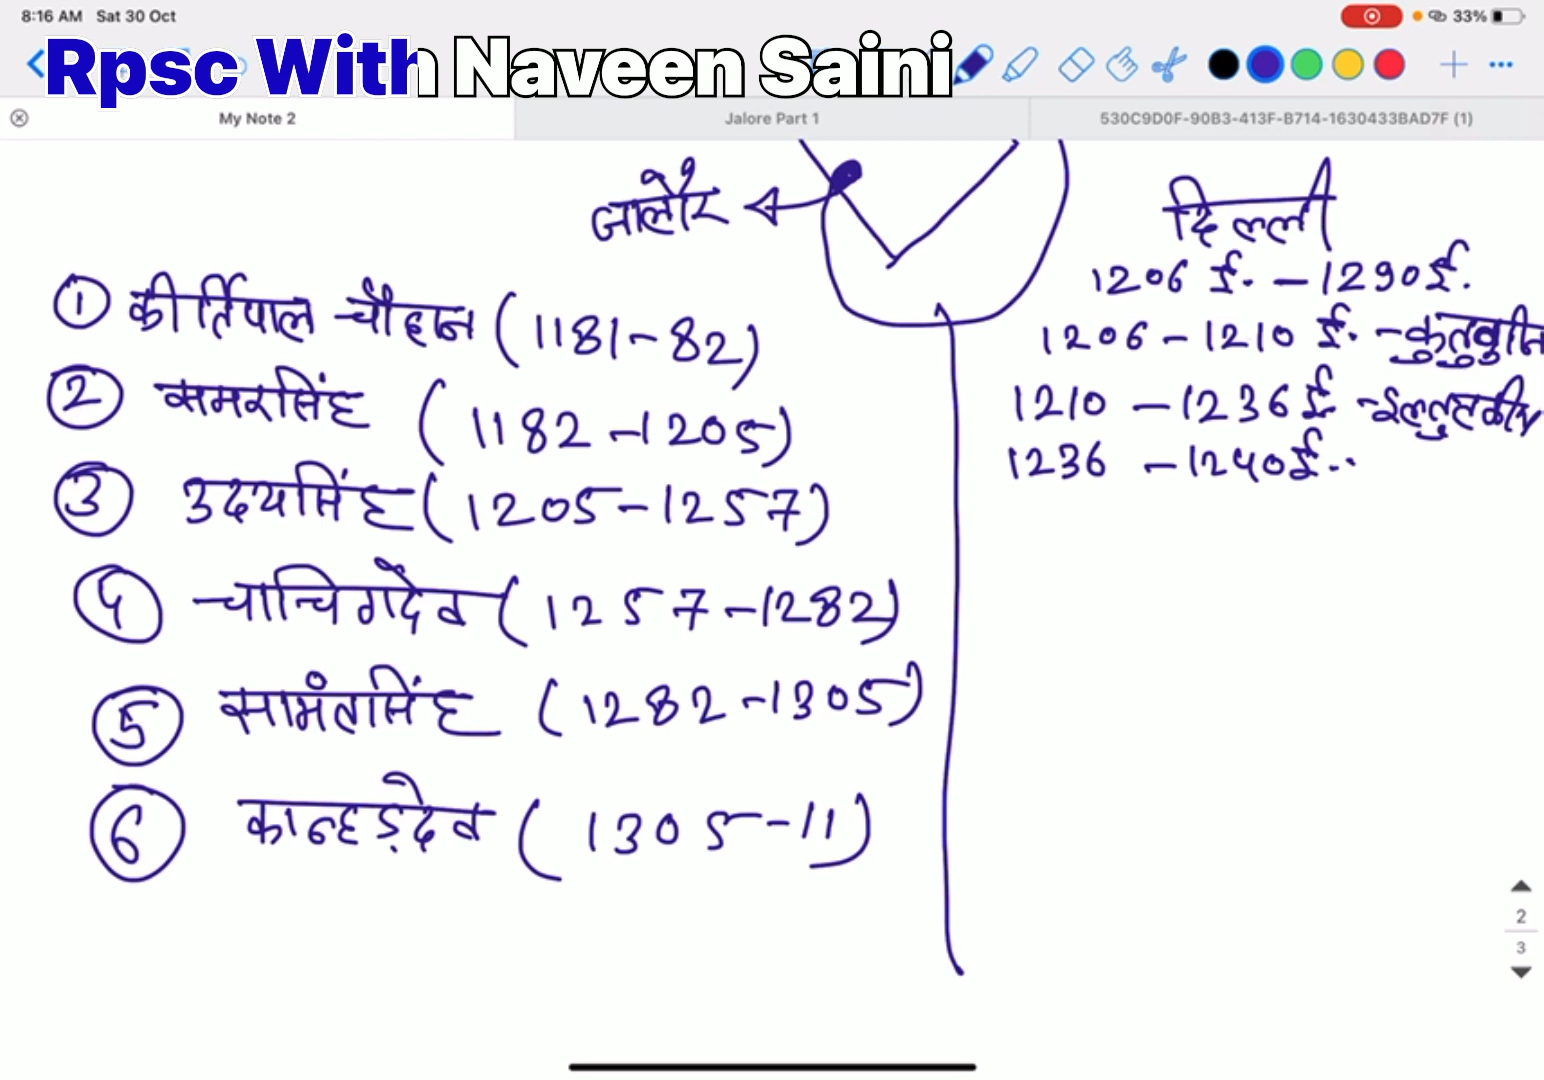 8:16 AM Sat 30 Oct
33%
Rpsc With Naveen Saini
My Note 2
Jalore Part 1
530C9D0F-90B3-413F-B714-1630433BAD7F (1)
जालौर
① कीर्तिपाल चौहान (1181-82)
② समरसिंह (1182-1205)
③ उदयसिंह (1205-1257)
④ चाचिगदेव (1257-1282)
⑤ सामंतसिंह (1282-1305)
⑥ कान्हड़देव (1305-11)
दिल्ली
1206 ई. - 1290 ई.
1206 - 1210 ई. -
1210 - 1236 ई -
1236 - 1240 ई..
2
3